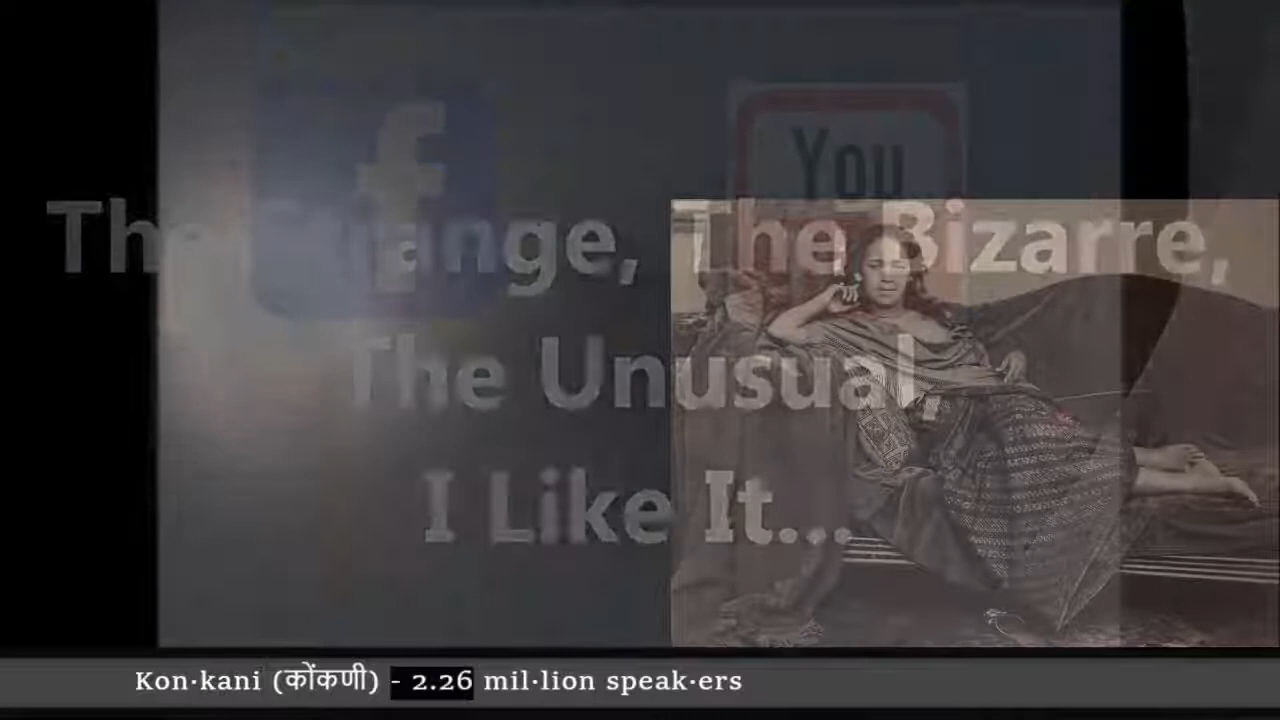 f
You
The Strange, The Bizarre,
The Unusual,
I Like It...
Kon·kani (कोंकणी) - 2.26 mil·lion speak·ers